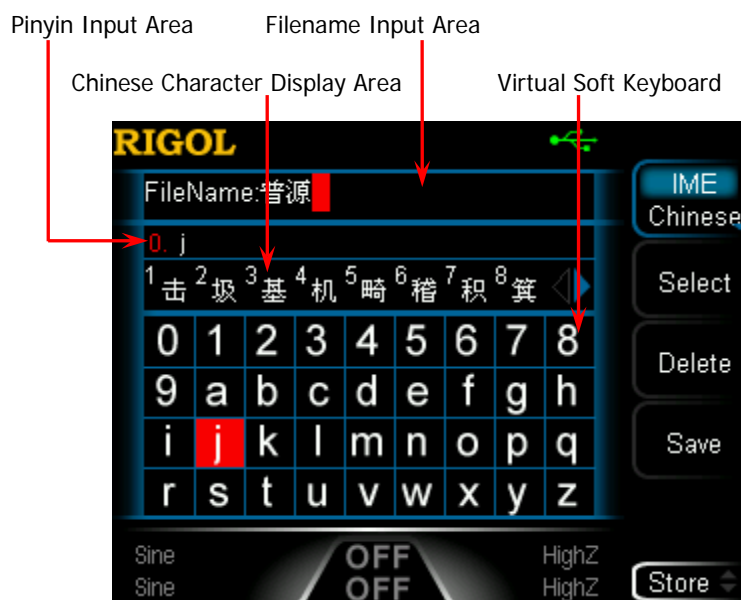 Pinyin Input Area Filename Input Area
Chinese Character Display Area Virtual Soft Keyboard
RIGOL
FileName:普源
IME
Chinese
0. j
1击 2圾 3基 4机 5畸 6稽 7积 8箕
Select
0 1 2 3 4 5 6 7 8
Delete
9 a b c d e f g h
i j k l m n o p q
Save
r s t u v w x y z
Sine OFF HighZ
Sine OFF HighZ
Store